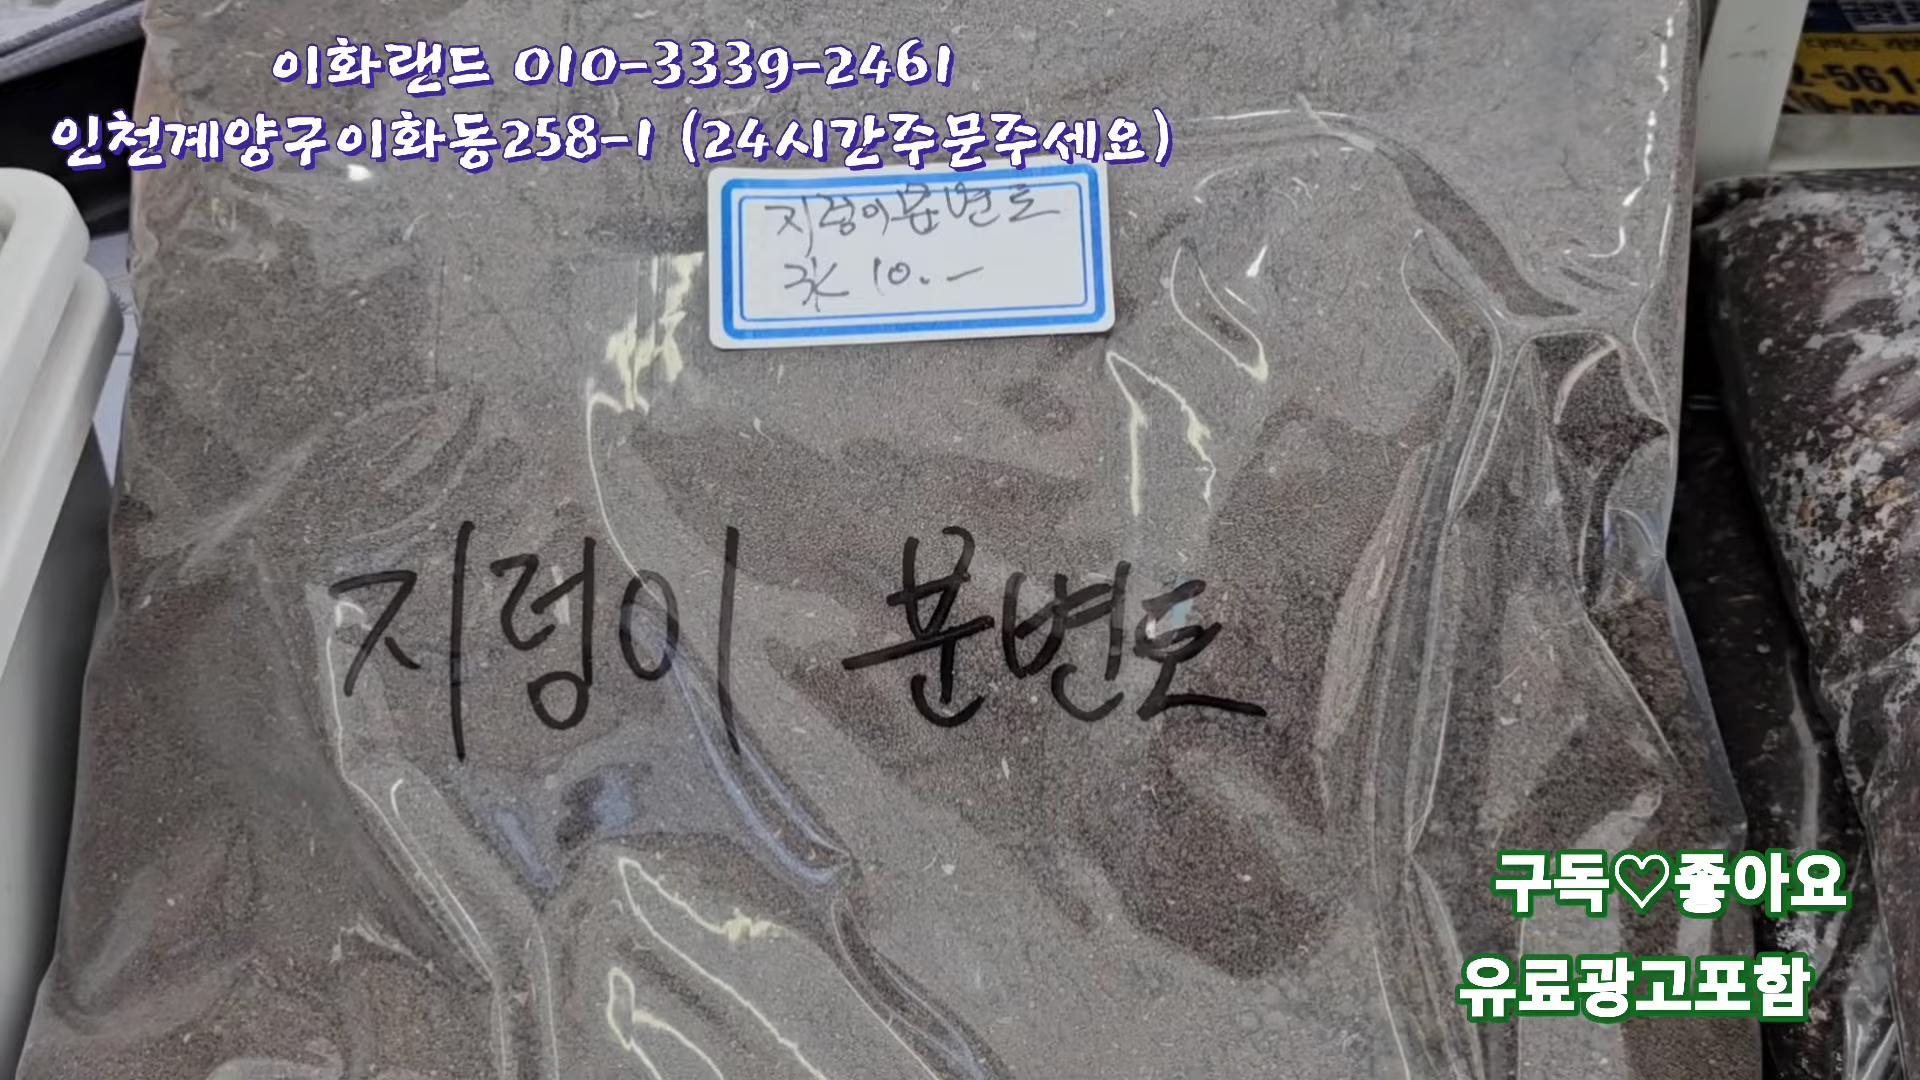 이화랜드 010-3339-2461
인천계양구이화동258-1 (24시간주문주세요)
지렁이분변토
10.-
지렁이 분변토
구독♡좋아요
유료광고포함